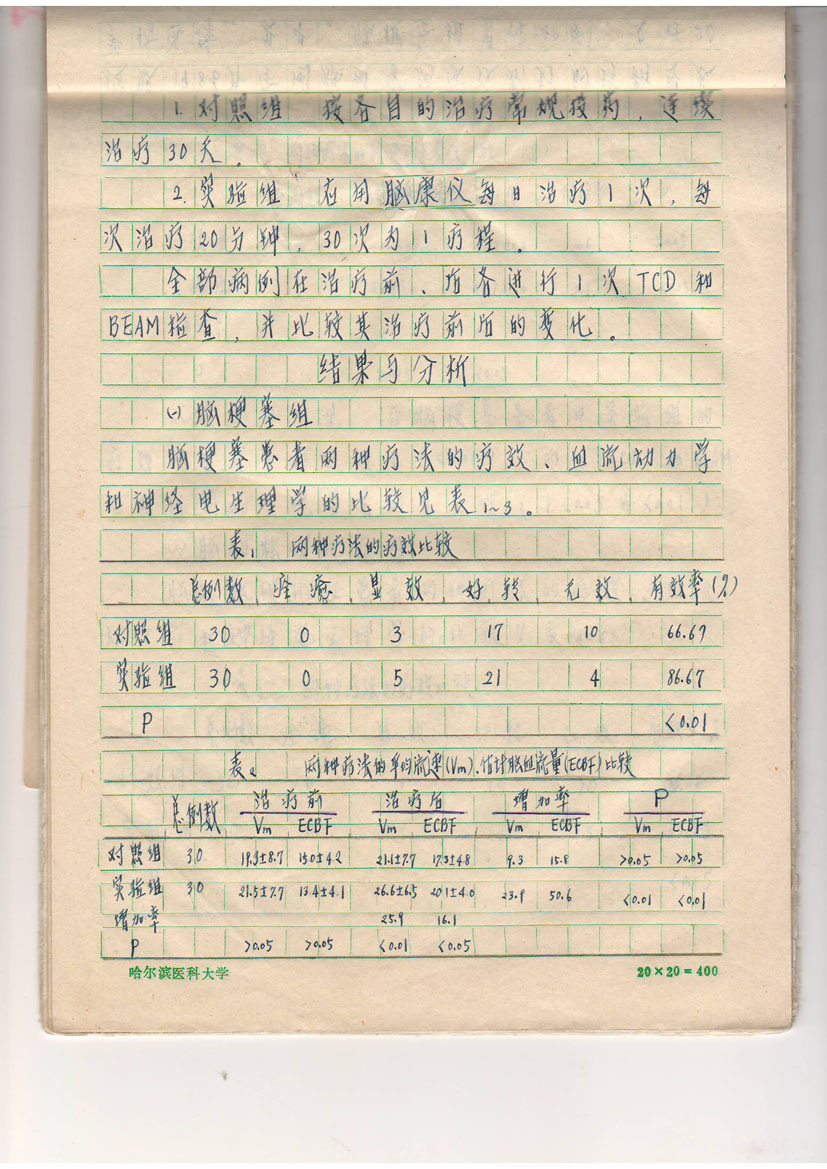 1. 对照组 按各自的治疗常规投药，连续
治疗30天。
2. 实验组 应用脑康仪每日治疗1次，每
次治疗20分钟，30次为1疗程。
全部病例在治疗前、后各进行1次TCD和
BEAM检查，并比较其治疗前后的变化。
结果与分析
(1) 脑梗塞组
脑梗塞患者两种疗法的疗效、血流动力学
和神经电生理学的比较见表1~3。
表1 两种疗法的疗效比较
总例数 痊愈 显效 好转 无效 有效率(%)
对照组 30 0 3 17 10 66.67
实验组 30 0 5 21 4 86.67
P <0.01
表2 两种疗法的平均流速(Vm)、估计脑血流量(ECBF)比较
总例数 治疗前 治疗后 增加率 P
Vm ECBF Vm ECBF Vm ECBF Vm ECBF
对照组 30 19.3±8.7 15.0±4.2 21.1±7.7 17.3±4.8 9.3 15.8 >0.05 >0.05
实验组 30 21.5±7.7 13.4±4.1 26.6±6.5 20.1±4.0 23.9 50.6 <0.01 <0.01
增加率 25.9 16.1
P >0.05 >0.05 <0.01 <0.05
哈尔滨医科大学 20×20=400